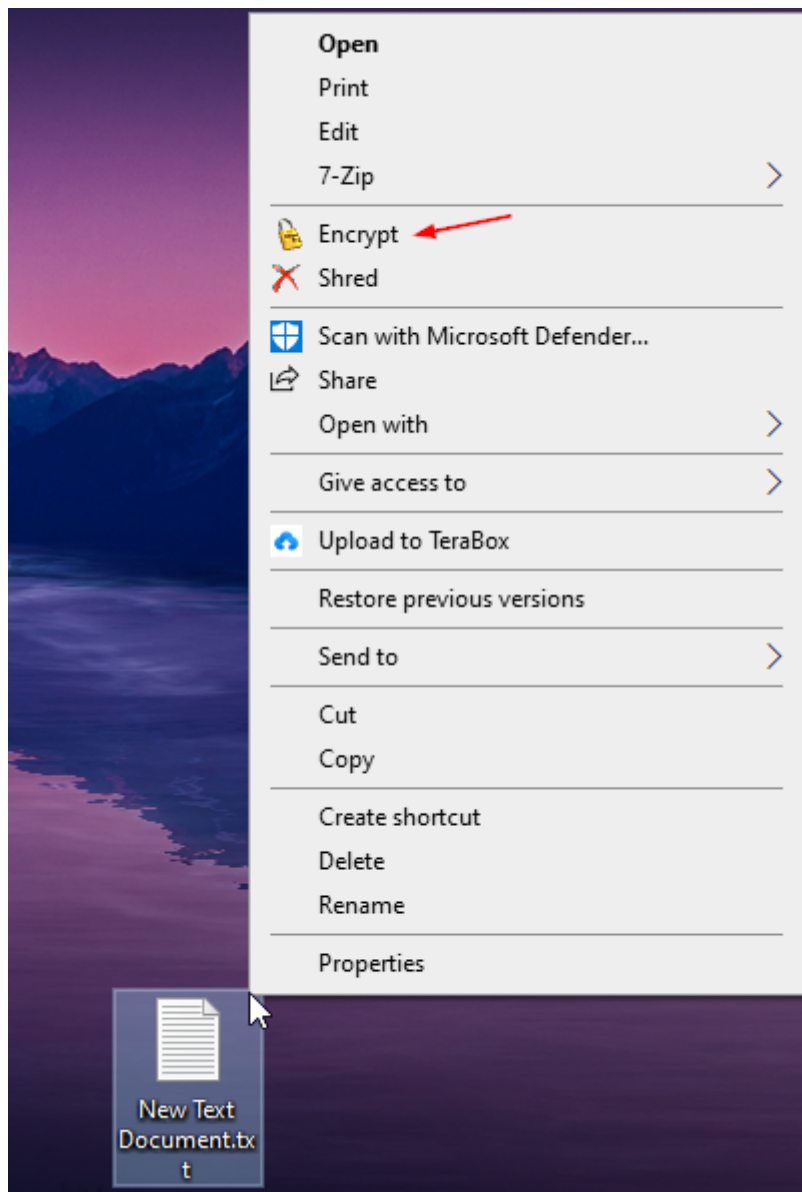 Open
Print
Edit
7-Zip
Encrypt
Shred
Scan with Microsoft Defender...
Share
Open with
Give access to
Upload to TeraBox
Restore previous versions
Send to
Cut
Copy
Create shortcut
Delete
Rename
Properties
New Text
Document.tx
t